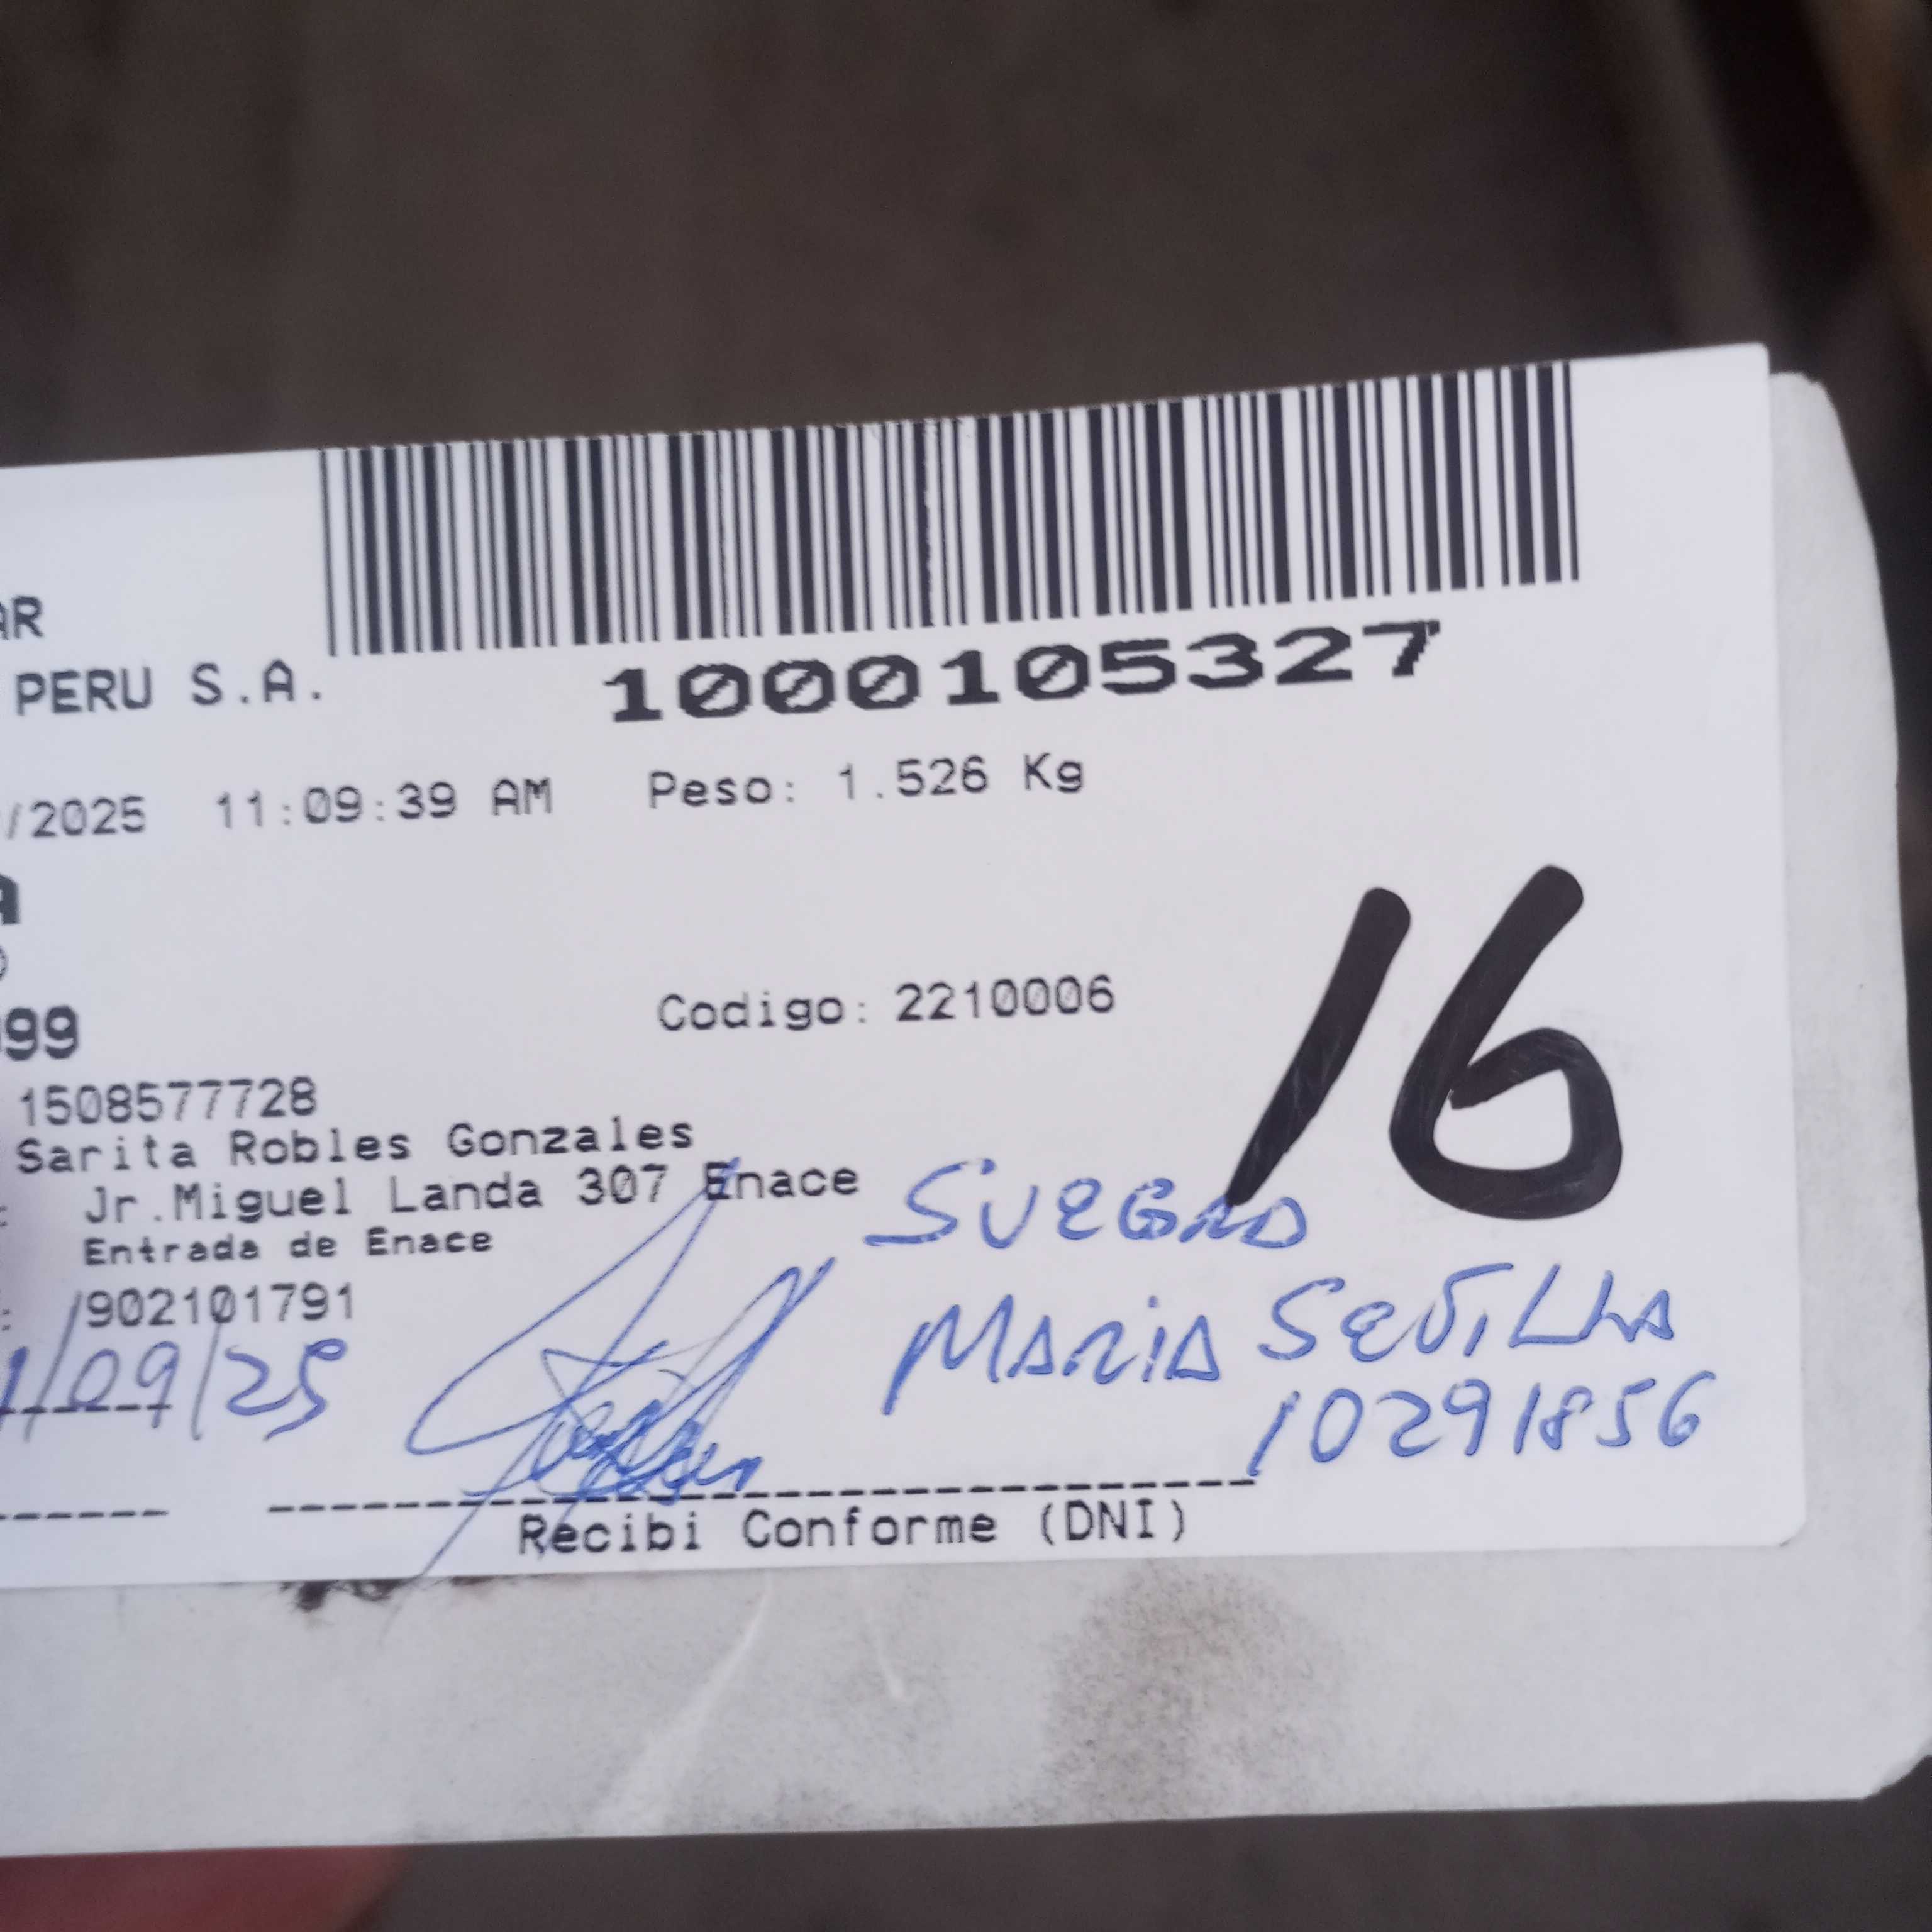 AR
PERU S.A.
1000105327
/2025 11:09:39 AM Peso: 1.526 Kg
A
99
Codigo: 2210006
16
1508577728
Sarita Robles Gonzales
: Jr.Miguel Landa 307 Enace
Entrada de Enace
: 902101791
SUEGRA
MARIA SEVILLA
10291856
1/09/25
Recibi Conforme (DNI)